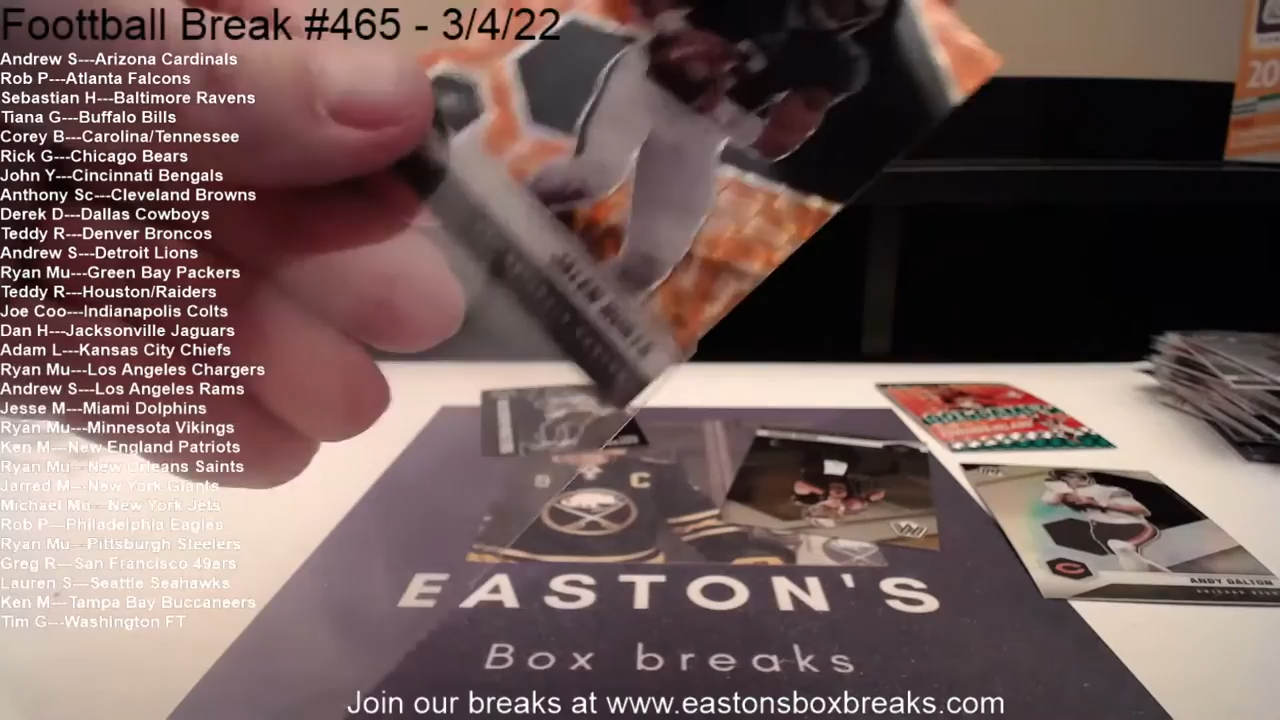 Foottball Break #465 - 3/4/22
Andrew S---Arizona Cardinals
Rob P---Atlanta Falcons
Sebastian H---Baltimore Ravens
Tiana G---Buffalo Bills
Corey B---Carolina/Tennessee
Rick G---Chicago Bears
John Y---Cincinnati Bengals
Anthony Sc---Cleveland Browns
Derek D---Dallas Cowboys
Teddy R---Denver Broncos
Andrew S---Detroit Lions
Ryan Mu---Green Bay Packers
Teddy R---Houston/Raiders
Joe Coo---Indianapolis Colts
Dan H---Jacksonville Jaguars
Adam L---Kansas City Chiefs
Ryan Mu---Los Angeles Chargers
Andrew S---Los Angeles Rams
Jesse M---Miami Dolphins
Ryan Mu---Minnesota Vikings
Ken M---New England Patriots
Ryan Mu---New Orleans Saints
Jarred M---New York Giants
Michael Mo---New York Jets
Rob P---Philadelphia Eagles
Ryan Mu---Pittsburgh Steelers
Greg R---San Francisco 49ers
Lauren S---Seattle Seahawks
Ken M---Tampa Bay Buccaneers
Tim G---Washington FT
JALEN HURTS
C
ANDY DALTON
EASTON'S
Box breaks
Join our breaks at www.eastonsboxbreaks.com
20